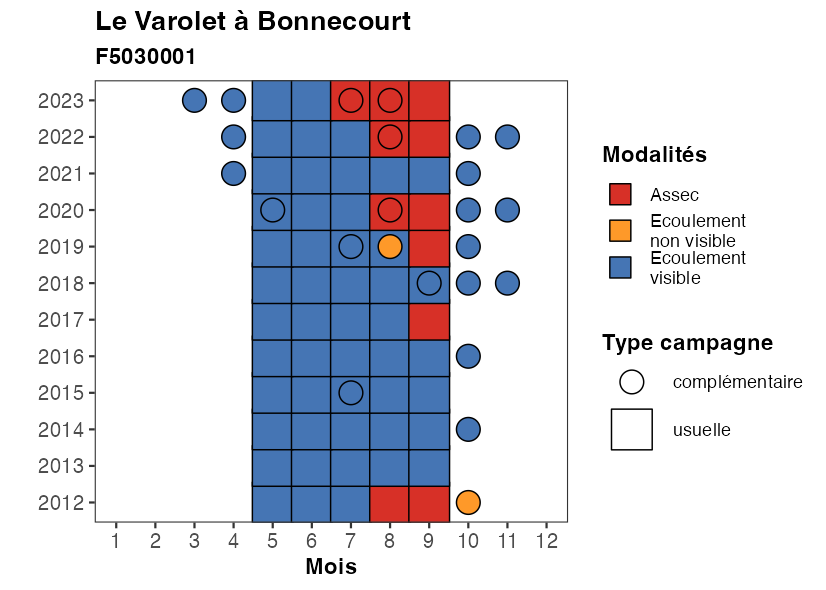 Le Varolet à Bonnecourt
F5030001
2023
2022
2021
2020
2019
2018
2017
2016
2015
2014
2013
2012
1 2 3 4 5 6 7 8 9 10 11 12
Mois
Modalités
Assec
Ecoulement
non visible
Ecoulement
visible
Type campagne
complémentaire
usuelle